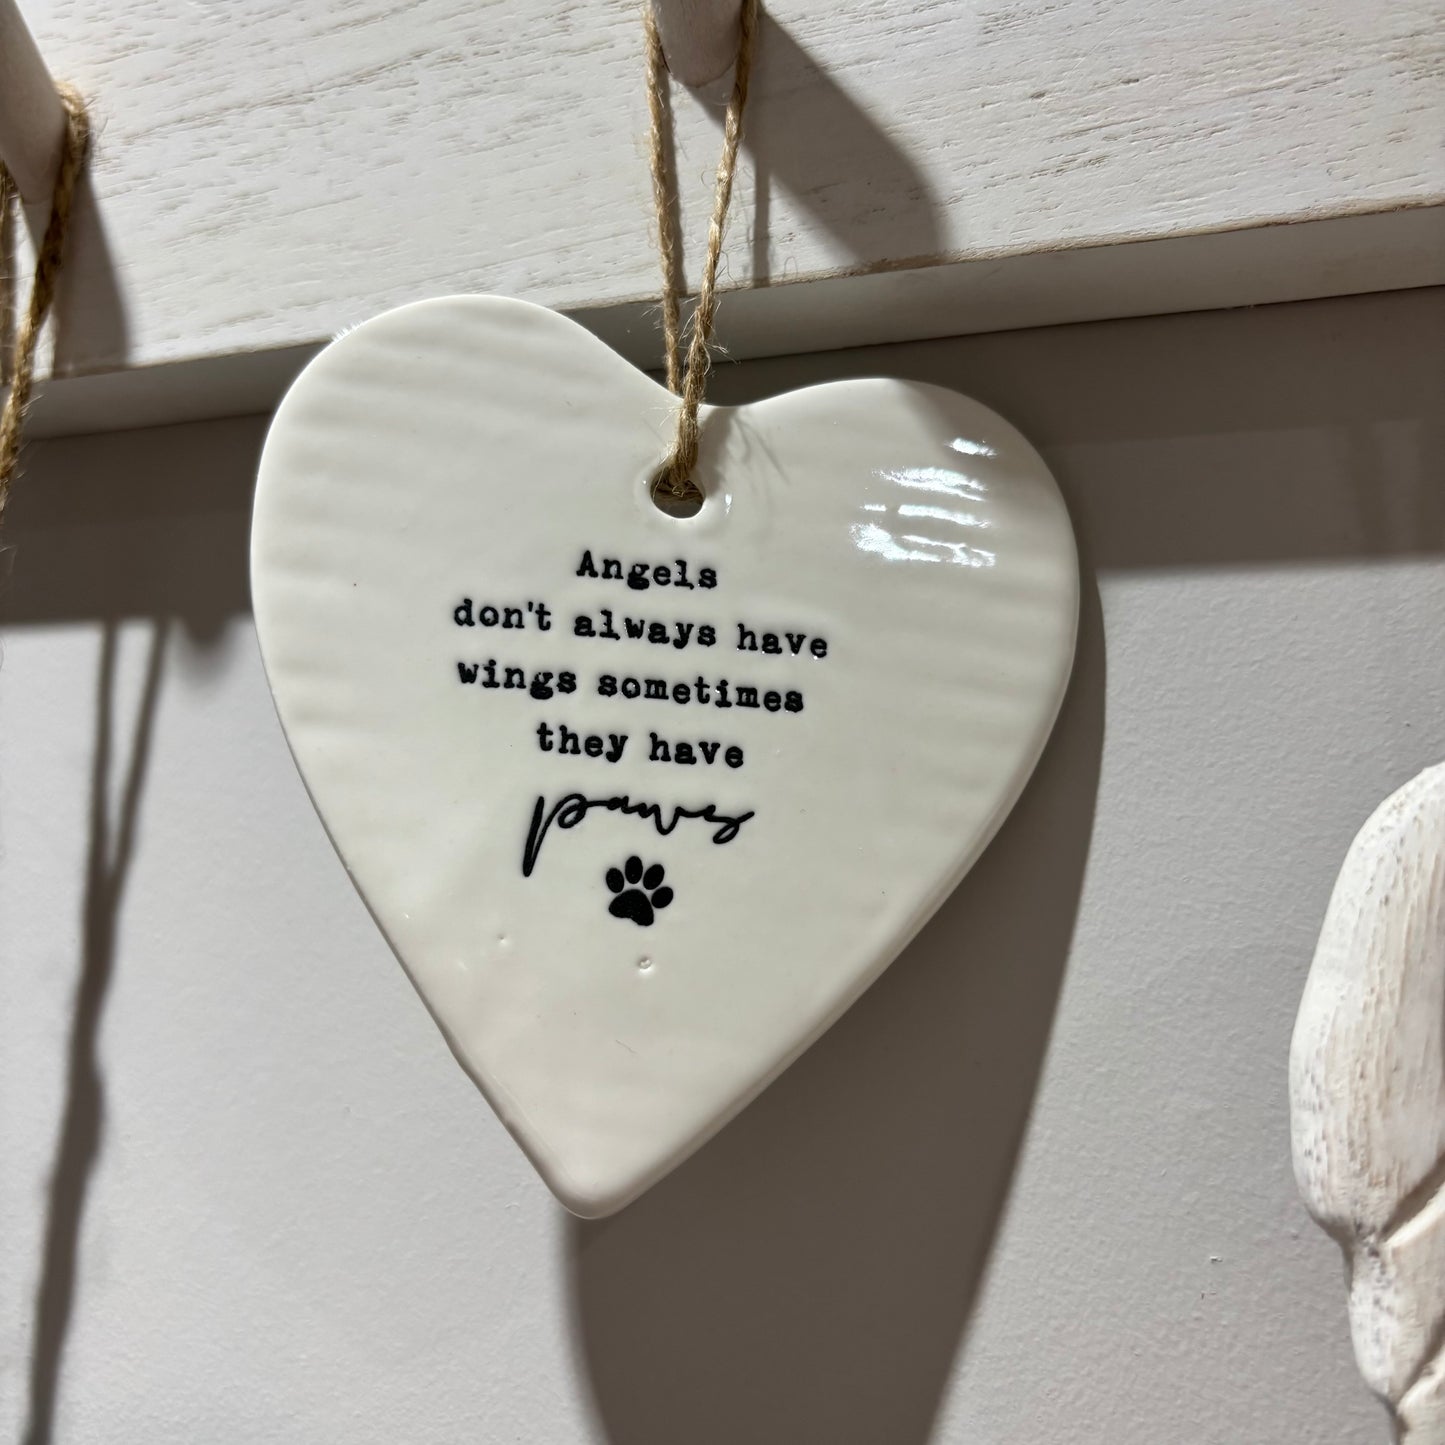 Angels
don't always have
wings sometimes
they have
paws